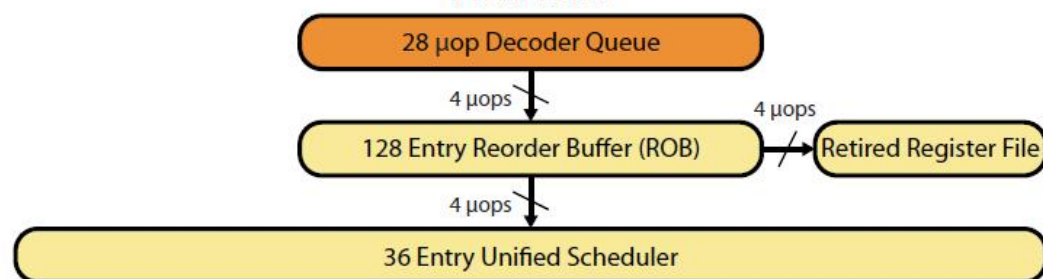 28 μop Decoder Queue
4 μops
4 μops
128 Entry Reorder Buffer (ROB)
Retired Register File
4 μops
36 Entry Unified Scheduler